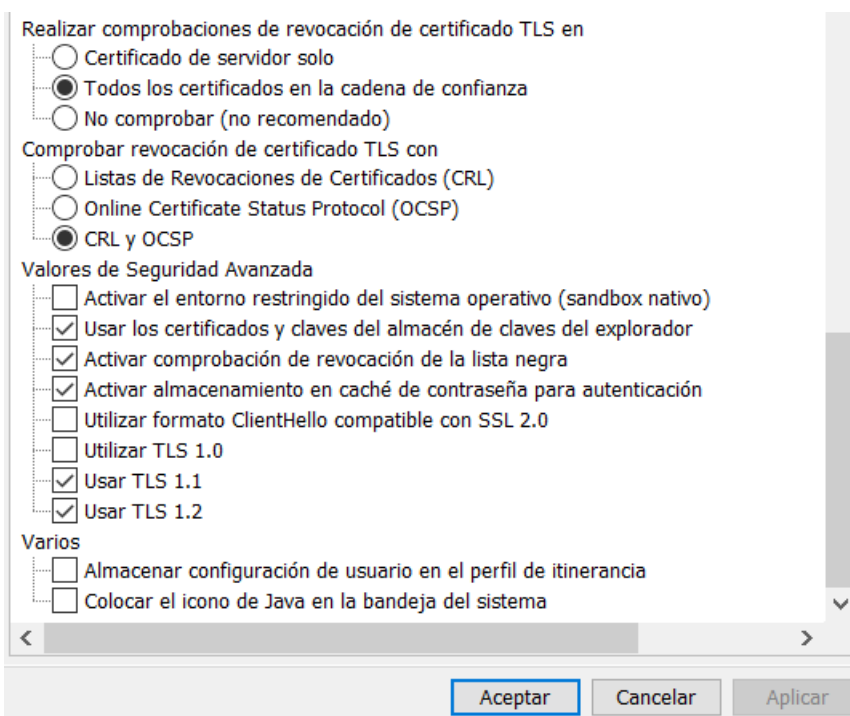 Realizar comprobaciones de revocación de certificado TLS en
Certificado de servidor solo
Todos los certificados en la cadena de confianza
No comprobar (no recomendado)
Comprobar revocación de certificado TLS con
Listas de Revocaciones de Certificados (CRL)
Online Certificate Status Protocol (OCSP)
CRL y OCSP
Valores de Seguridad Avanzada
Activar el entorno restringido del sistema operativo (sandbox nativo)
Usar los certificados y claves del almacén de claves del explorador
Activar comprobación de revocación de la lista negra
Activar almacenamiento en caché de contraseña para autenticación
Utilizar formato ClientHello compatible con SSL 2.0
Utilizar TLS 1.0
Usar TLS 1.1
Usar TLS 1.2
Varios
Almacenar configuración de usuario en el perfil de itinerancia
Colocar el icono de Java en la bandeja del sistema
Aceptar Cancelar Aplicar